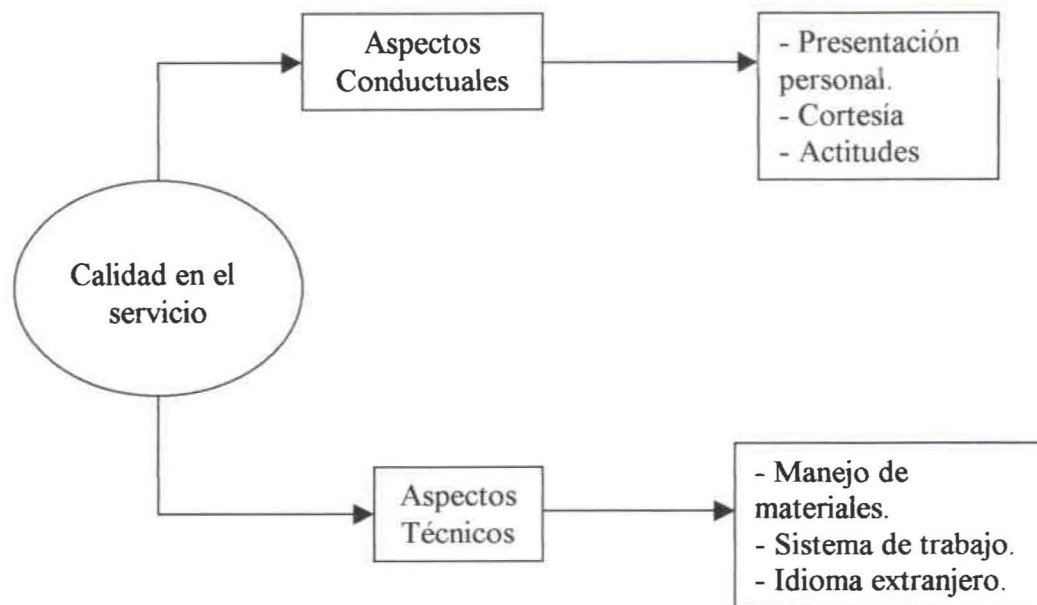 Aspectos
Conductuales
- Presentación
personal.
- Cortesía
- Actitudes
Calidad en el
servicio
Aspectos
Técnicos
- Manejo de
materiales.
- Sistema de trabajo.
- Idioma extranjero.